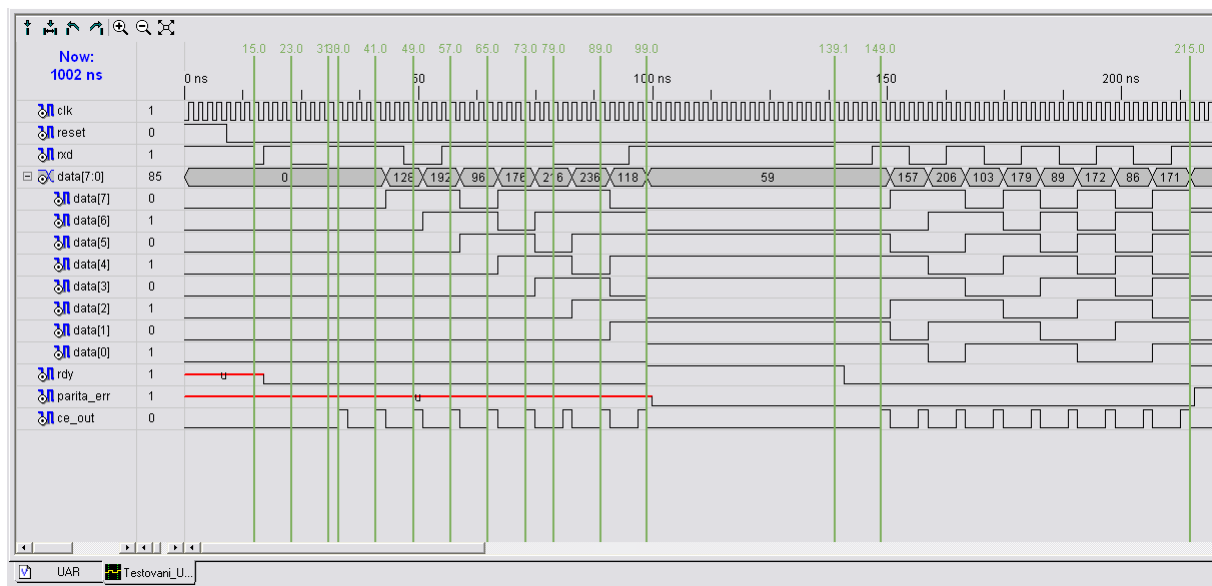 15.0 23.0 31.0 33.0 41.0 49.0 57.0 65.0 73.0 79.0 89.0 99.0 139.1 149.0 215.0
Now:
1002 ns
0 ns 50 100 ns 150 200 ns
clk 1
reset 0
rxd 1
data[7:0] 85 0 128 192 96 176 216 236 118 59 157 206 103 179 89 172 86 171
data[7] 0
data[6] 1
data[5] 0
data[4] 1
data[3] 0
data[2] 1
data[1] 0
data[0] 1
rdy 1 U
parita_err 1 U
ce_out 0
UAR Testovani_U...